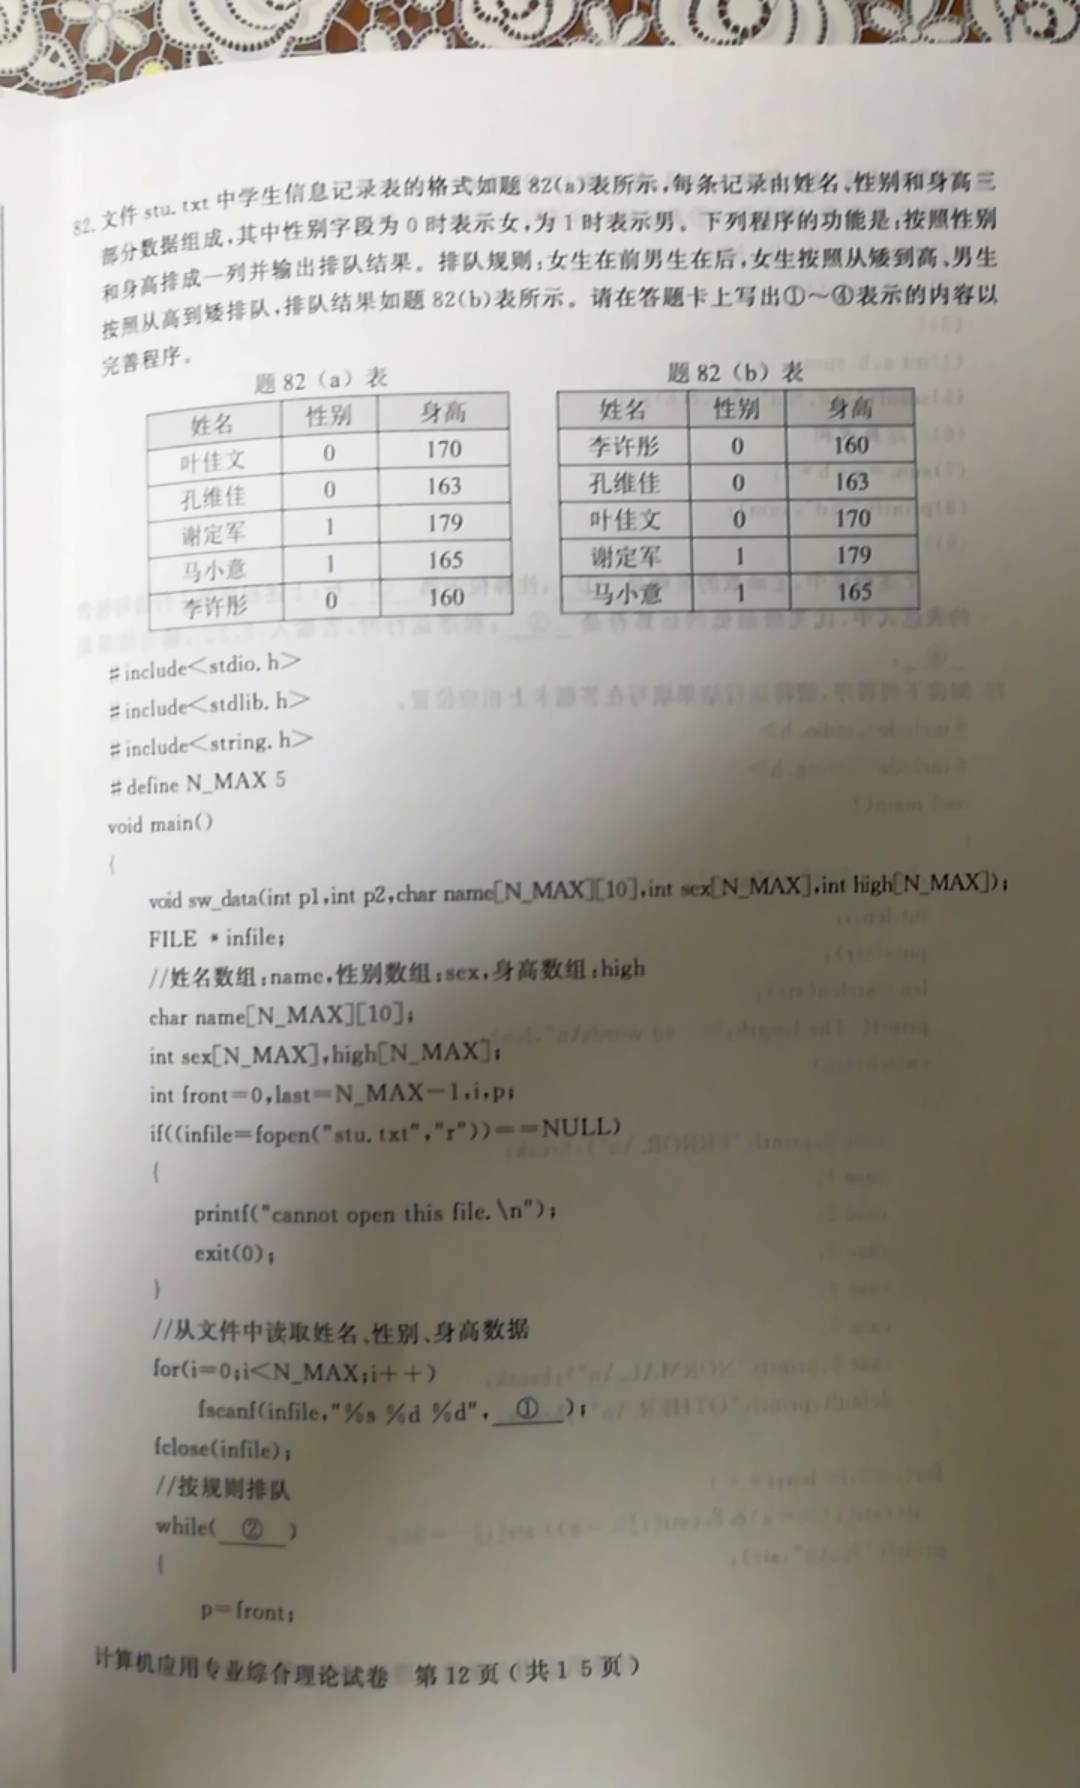 82. 文件 stu. txt 中学生信息记录表的格式如题 82(a)表所示,每条记录由姓名、性别和身高三
部分数据组成,其中性别字段为 0 时表示女,为 1 时表示男。下列程序的功能是:按照性别
和身高排成一列并输出排队结果。排队规则:女生在前男生在后,女生按照从矮到高、男生
按照从高到矮排队,排队结果如题 82(b)表所示。请在答题卡上写出①~④表示的内容以
完善程序。
题 82（a）表
姓名 性别 身高
叶佳文 0 170
孔维佳 0 163
谢定军 1 179
马小意 1 165
李许彤 0 160
题 82（b）表
姓名 性别 身高
李许彤 0 160
孔维佳 0 163
叶佳文 0 170
谢定军 1 179
马小意 1 165
#include<stdio. h>
#include<stdlib. h>
#include<string. h>
#define N_MAX 5
void main()
{
void sw_data(int p1,int p2,char name[N_MAX][10],int sex[N_MAX],int high[N_MAX]);
FILE * infile;
//姓名数组:name,性别数组:sex,身高数组:high
char name[N_MAX][10];
int sex[N_MAX],high[N_MAX];
int front=0,last=N_MAX-1,i,p;
if((infile=fopen("stu. txt","r"))==NULL)
{
printf("cannot open this file. \n");
exit(0);
}
//从文件中读取姓名、性别、身高数据
for(i=0;i<N_MAX;i++)
fscanf(infile,"%s %d %d", ① );
fclose(infile);
//按规则排队
while( ② )
{
p=front;
计算机应用专业综合理论试卷 第 12 页 ( 共 1 5 页 )